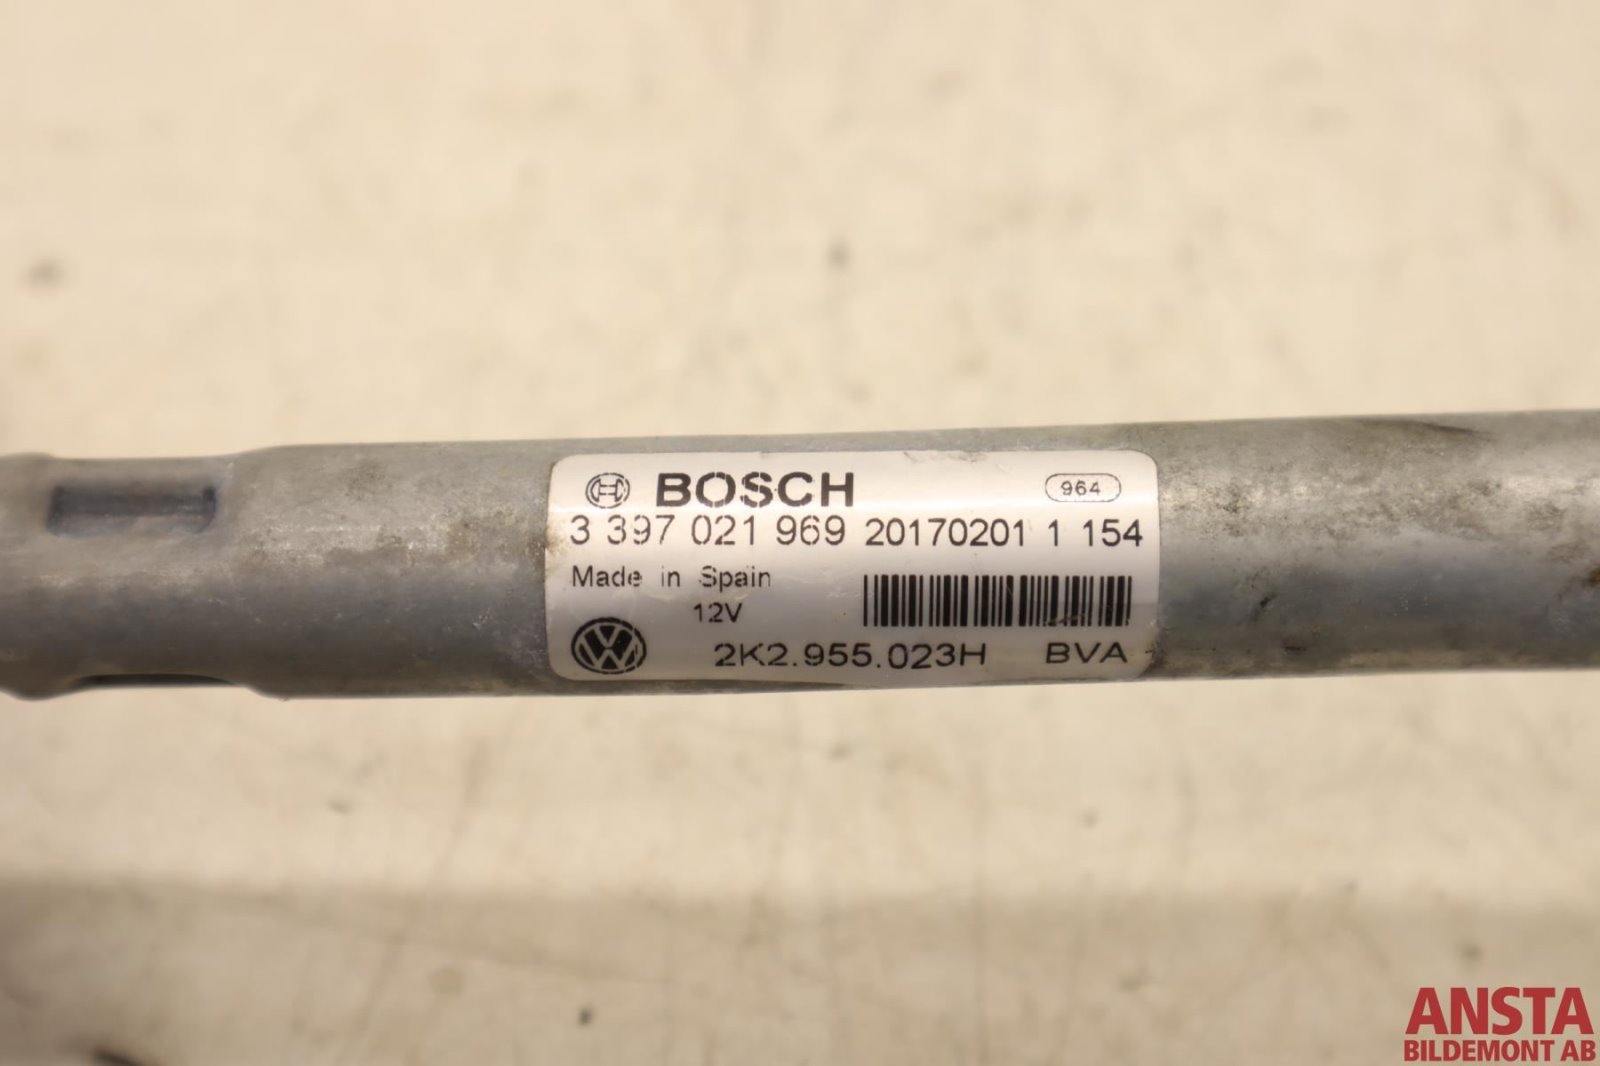 BOSCH 964
3 397 021 969 20170201 1 154
Made in Spain
12V
2K2.955.023H BVA
ANSTA
BILDEMONT AB